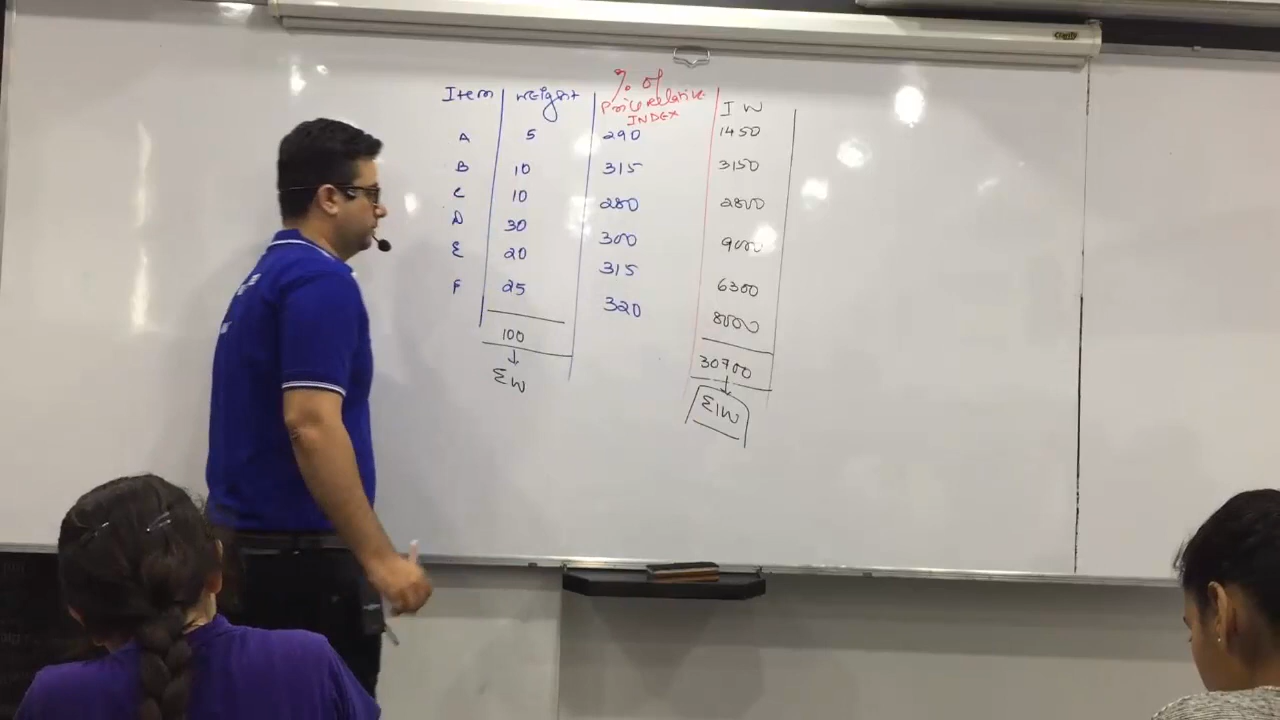 Item weight % of Price relative INDEX I W
A 5 290 1450
B 10 315 3150
C 10 280 2800
D 30 300 9000
E 20 315 6300
F 25 320 8000
100 30700
↓ ↓
ΣW ΣIW